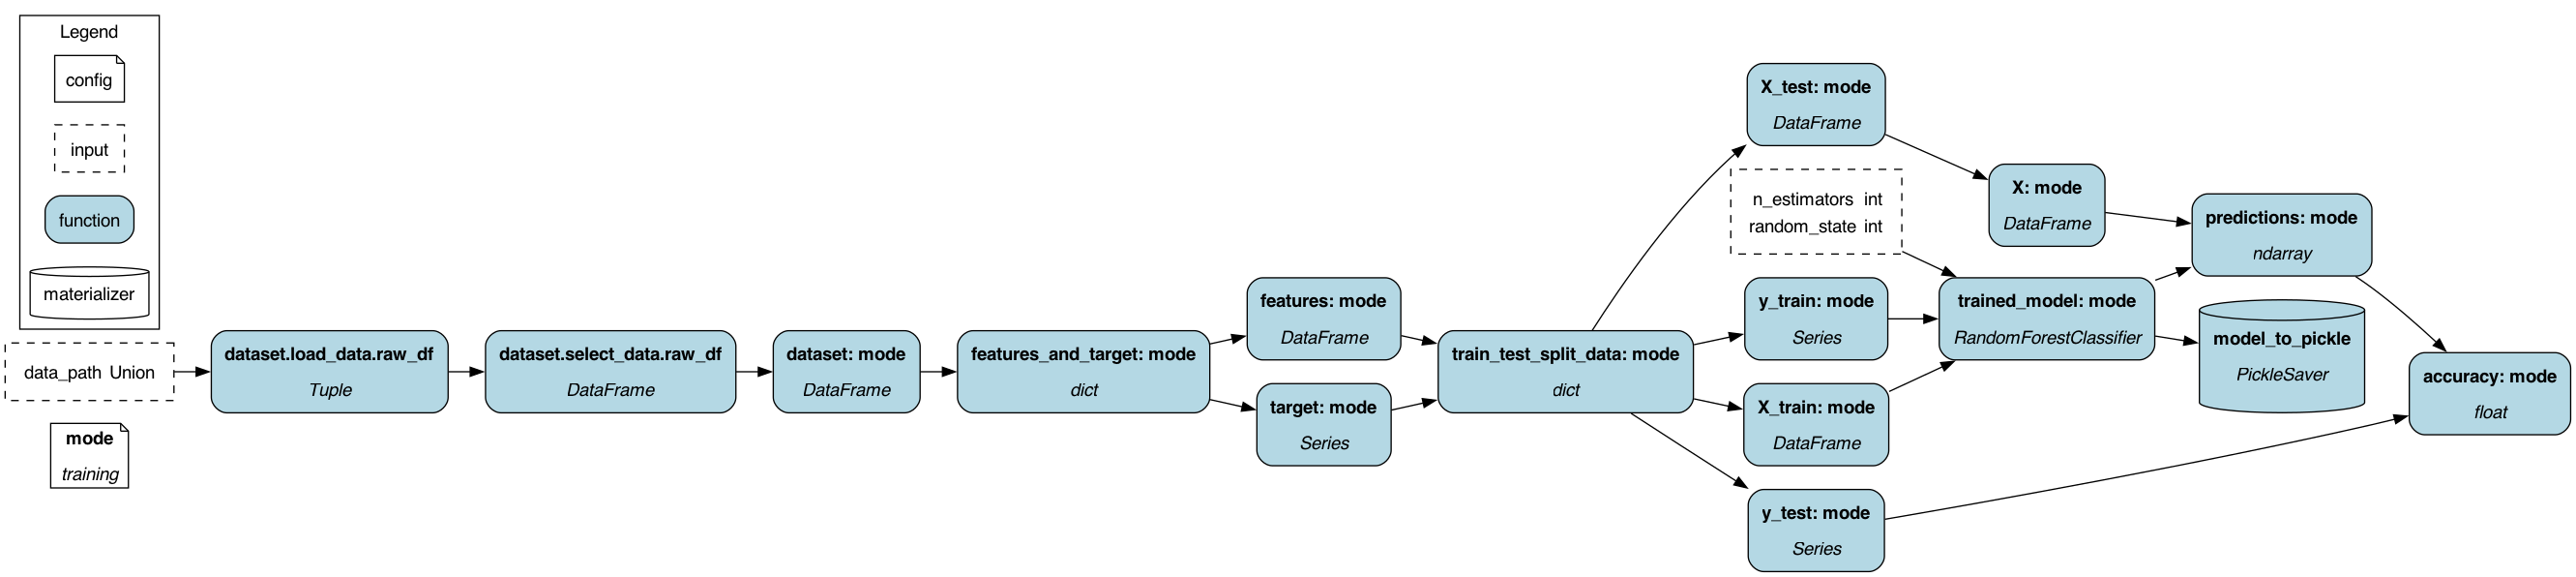 Legend
config
input
function
materializer
data_path Union
mode
training
dataset.load_data.raw_df
Tuple
dataset.select_data.raw_df
DataFrame
dataset: mode
DataFrame
features_and_target: mode
dict
features: mode
DataFrame
target: mode
Series
train_test_split_data: mode
dict
X_test: mode
DataFrame
n_estimators int
random_state int
y_train: mode
Series
X_train: mode
DataFrame
y_test: mode
Series
X: mode
DataFrame
trained_model: mode
RandomForestClassifier
predictions: mode
ndarray
model_to_pickle
PickleSaver
accuracy: mode
float